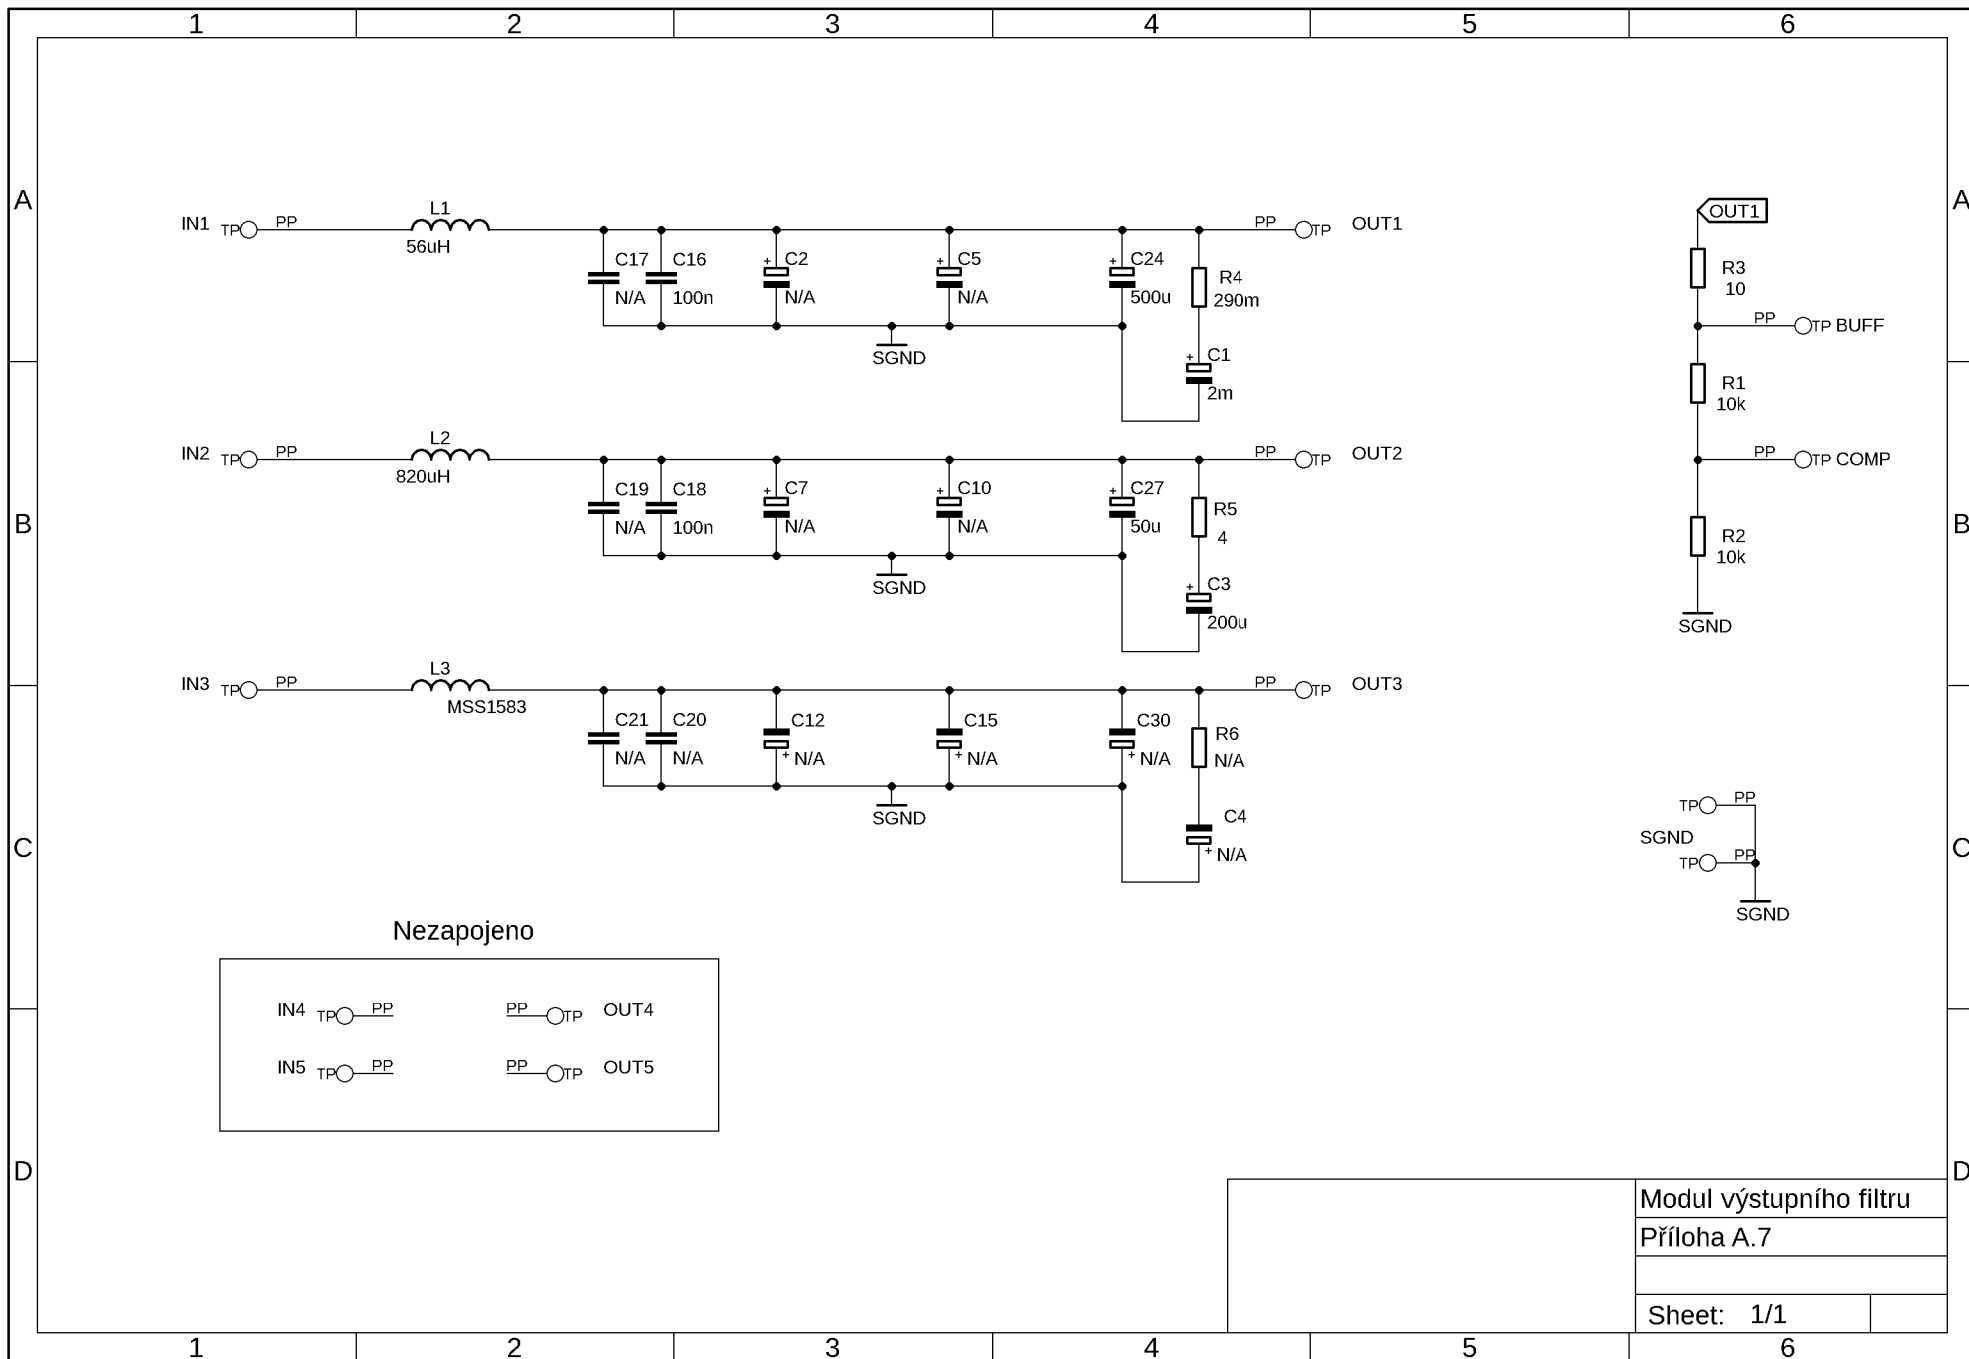 1 2 3 4 5 6
A A
L1
IN1 TP PP PP TP OUT1
56uH
OUT1
C17 C16 + C2 + C5 + C24
N/A 100n N/A N/A 500u
R4
290m
R3
10
SGND
PP TP BUFF
+ C1
2m
R1
10k
L2
IN2 TP PP PP TP OUT2
820uH
PP TP COMP
B B
C19 C18 + C7 + C10 + C27
N/A 100n N/A N/A 50u
R5
4
R2
10k
SGND
+ C3
200u
SGND
L3
IN3 TP PP PP TP OUT3
MSS1583
C21 C20 C12 C15 C30
N/A N/A + N/A + N/A + N/A
R6
N/A
SGND
C4
+ N/A
C C
TP PP
SGND
TP PP
SGND
Nezapojeno
IN4 TP PP PP TP OUT4
IN5 TP PP PP TP OUT5
D D
Modul výstupního filtru
Příloha A.7
Sheet: 1/1
1 2 3 4 5 6